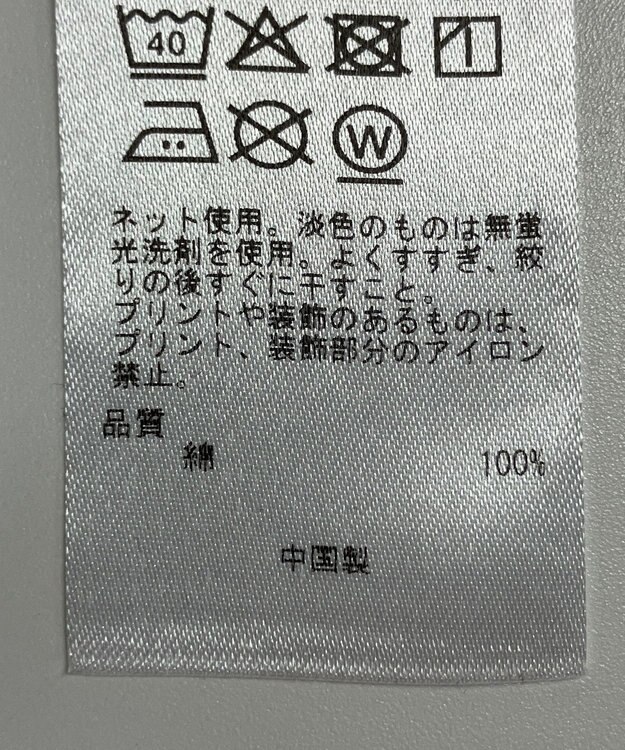 40
W
ネット使用。淡色のものは無蛍
光洗剤を使用。よくすすぎ、絞
りの後すぐに干すこと。
プリントや装飾のあるものは、
プリント、装飾部分のアイロン
禁止。
品質
綿 100%
中国製